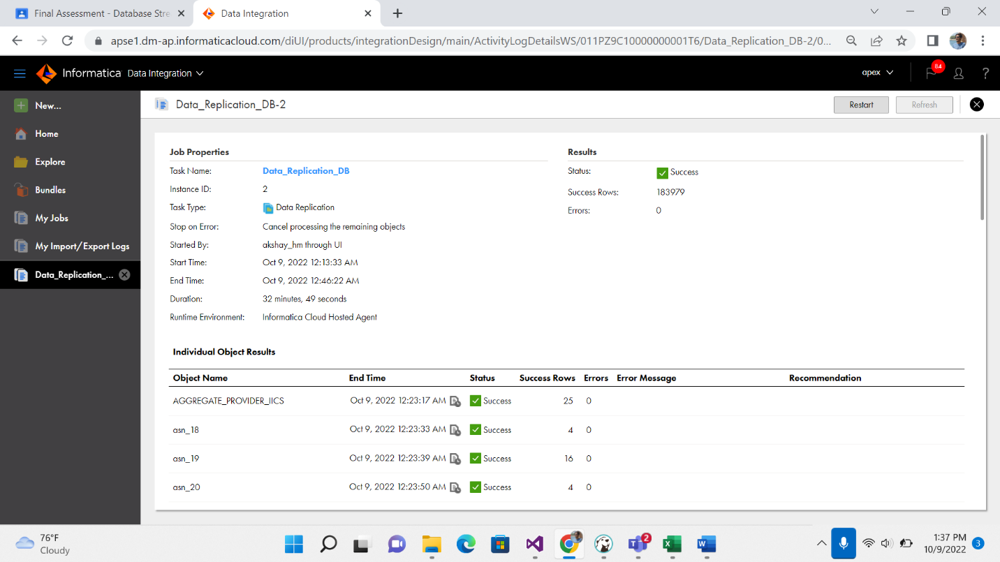 Final Assessment - Database Stre
Data Integration
apse1.dm-ap.informaticacloud.com/diUI/products/integrationDesign/main/ActivityLogDetailsWS/011PZ9C10000000001T6/Data_Replication_DB-2/0...
Informatica Data Integration
apex
84
?
New...
Home
Explore
Bundles
My Jobs
My Import/Export Logs
Data_Replication_...
Data_Replication_DB-2
Restart
Refresh
Job Properties
Task Name: Data_Replication_DB
Instance ID: 2
Task Type: Data Replication
Stop on Error: Cancel processing the remaining objects
Started By: akshay_hm through UI
Start Time: Oct 9, 2022 12:13:33 AM
End Time: Oct 9, 2022 12:46:22 AM
Duration: 32 minutes, 49 seconds
Runtime Environment: Informatica Cloud Hosted Agent
Results
Status: Success
Success Rows: 183979
Errors: 0
Individual Object Results
Object Name End Time Status Success Rows Errors Error Message Recommendation
AGGREGATE_PROVIDER_IICS Oct 9, 2022 12:23:17 AM Success 25 0
asn_18 Oct 9, 2022 12:23:33 AM Success 4 0
asn_19 Oct 9, 2022 12:23:39 AM Success 16 0
asn_20 Oct 9, 2022 12:23:50 AM Success 4 0
76°F
Cloudy
2
1:37 PM
10/9/2022
3